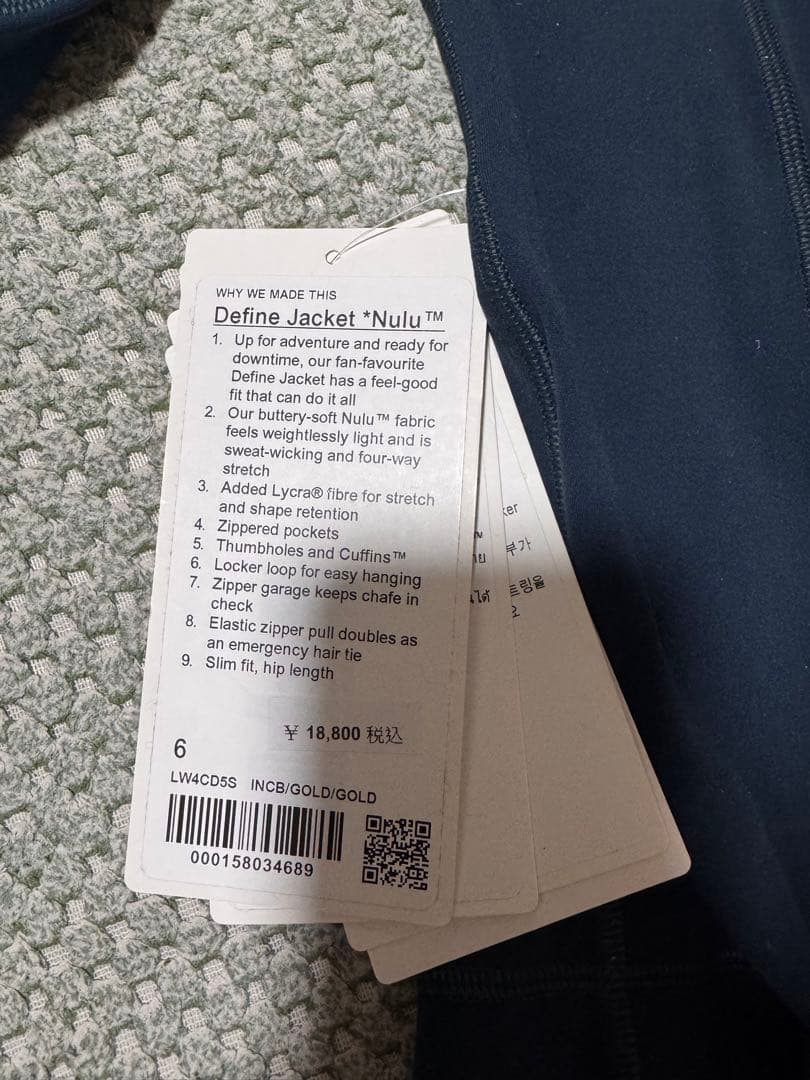 WHY WE MADE THIS
Define Jacket *Nulu™
1. Up for adventure and ready for
downtime, our fan-favourite
Define Jacket has a feel-good
fit that can do it all
2. Our buttery-soft Nulu™ fabric
feels weightlessly light and is
sweat-wicking and four-way
stretch
3. Added Lycra® fibre for stretch
and shape retention
4. Zippered pockets
5. Thumbholes and Cuffins™
6. Locker loop for easy hanging
7. Zipper garage keeps chafe in
check
8. Elastic zipper pull doubles as
an emergency hair tie
9. Slim fit, hip length
¥ 18,800 税込
6
LW4CD5S INCB/GOLD/GOLD
000158034689
부가
트링을